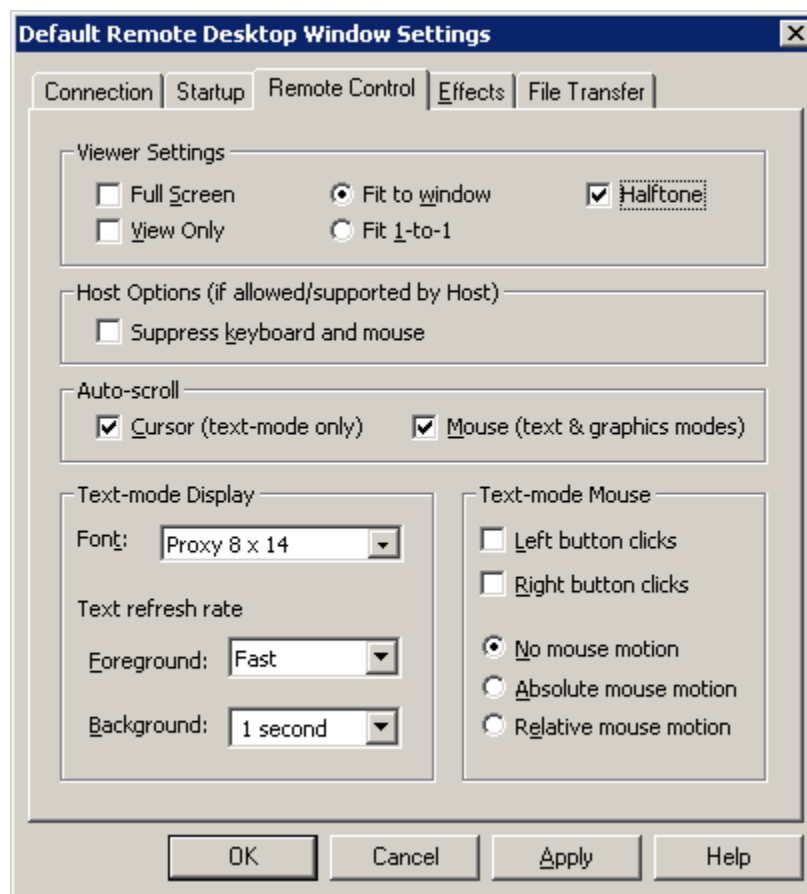 Default Remote Desktop Window Settings
Connection Startup Remote Control Effects File Transfer
Viewer Settings
Full Screen Fit to window Halftone
View Only Fit 1-to-1
Host Options (if allowed/supported by Host)
Suppress keyboard and mouse
Auto-scroll
Cursor (text-mode only) Mouse (text & graphics modes)
Text-mode Display
Font: Proxy 8 x 14
Text refresh rate
Foreground: Fast
Background: 1 second
Text-mode Mouse
Left button clicks
Right button clicks
No mouse motion
Absolute mouse motion
Relative mouse motion
OK Cancel Apply Help